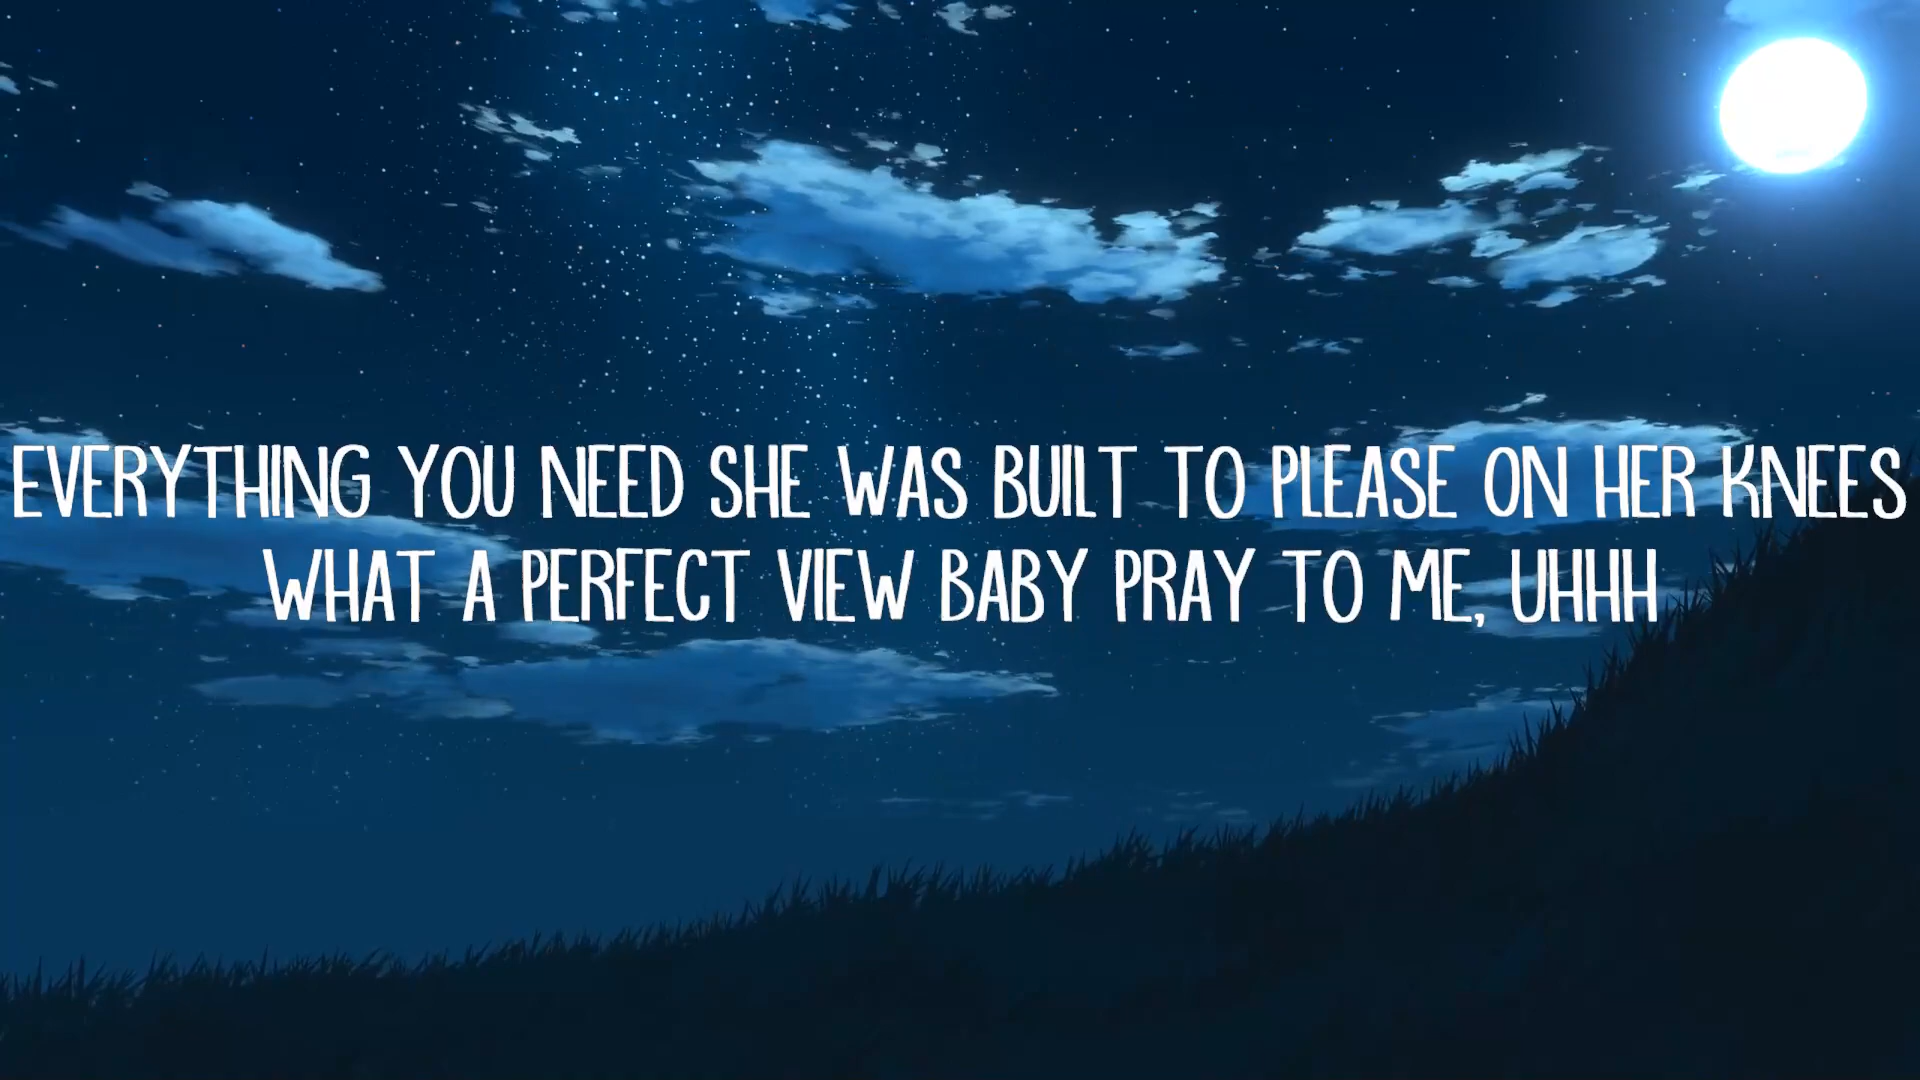 EVERYTHING YOU NEED SHE WAS BUILT TO PLEASE ON HER KNEES
WHAT A PERFECT VIEW BABY PRAY TO ME, UHHH